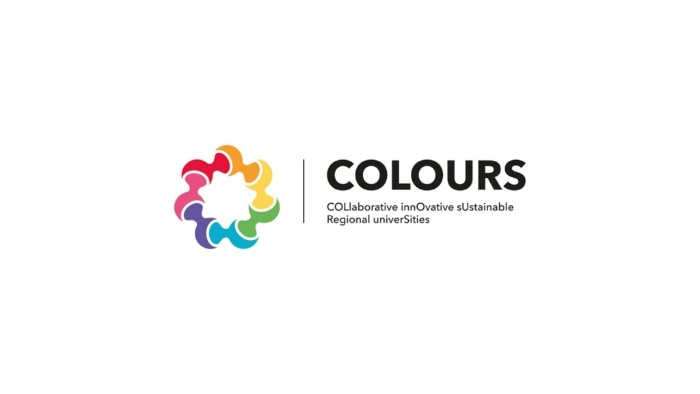 COLOURS
COLlaborative innOvative sUstainable
Regional univerSities